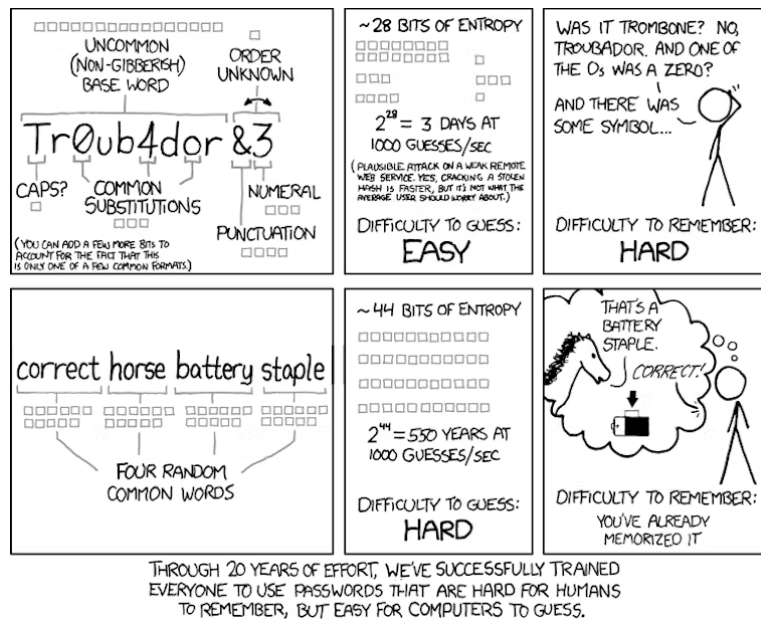 UNCOMMON
(NON-GIBBERISH)
BASE WORD
ORDER
UNKNOWN
Tr0ub4dor &3
CAPS?
COMMON
SUBSTITUTIONS
NUMERAL
PUNCTUATION
(YOU CAN ADD A FEW MORE BITS TO
ACCOUNT FOR THE FACT THAT THIS
IS ONLY ONE OF A FEW COMMON FORMATS.)
~28 BITS OF ENTROPY
2^28 = 3 DAYS AT
1000 GUESSES/SEC
(PLAUSIBLE ATTACK ON A WEAK REMOTE
WEB SERVICE. YES, CRACKING A STOLEN
HASH IS FASTER, BUT IT'S NOT WHAT THE
AVERAGE USER SHOULD WORRY ABOUT.)
DIFFICULTY TO GUESS:
EASY
WAS IT TROMBONE? NO,
TROUBADOR. AND ONE OF
THE Os WAS A ZERO?
AND THERE WAS
SOME SYMBOL...
DIFFICULTY TO REMEMBER:
HARD
correct horse battery staple
FOUR RANDOM
COMMON WORDS
~44 BITS OF ENTROPY
2^44 = 550 YEARS AT
1000 GUESSES/SEC
DIFFICULTY TO GUESS:
HARD
THAT'S A
BATTERY
STAPLE.
CORRECT!
DIFFICULTY TO REMEMBER:
YOU'VE ALREADY
MEMORIZED IT
THROUGH 20 YEARS OF EFFORT, WE'VE SUCCESSFULLY TRAINED
EVERYONE TO USE PASSWORDS THAT ARE HARD FOR HUMANS
TO REMEMBER, BUT EASY FOR COMPUTERS TO GUESS.